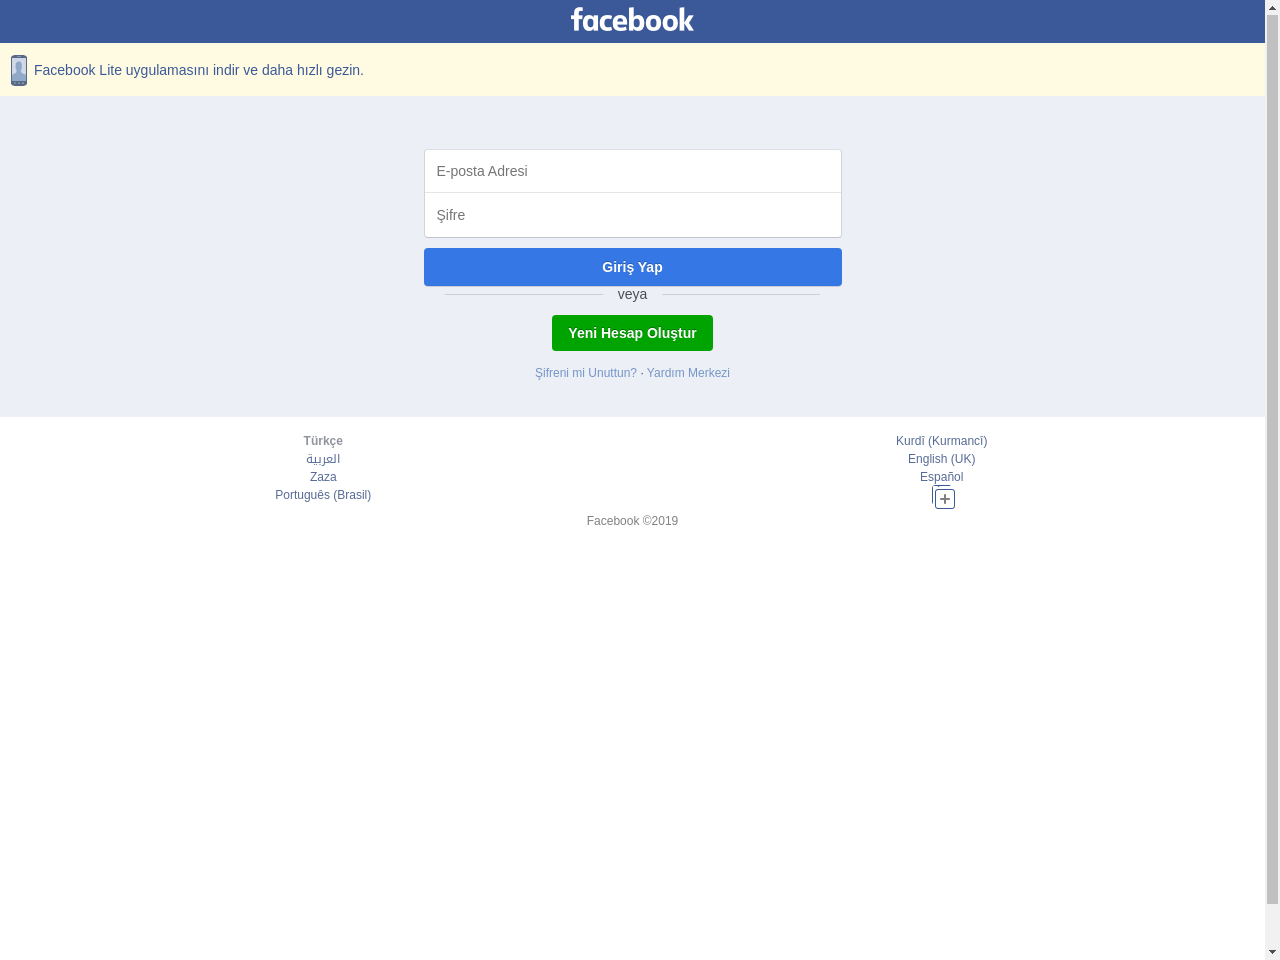 facebook
Facebook Lite uygulamasını indir ve daha hızlı gezin.
E-posta Adresi
Şifre
Giriş Yap
veya
Yeni Hesap Oluştur
Şifreni mi Unuttun? · Yardım Merkezi
Türkçe
العربية
Zaza
Português (Brasil)
Kurdî (Kurmancî)
English (UK)
Español
Facebook ©2019